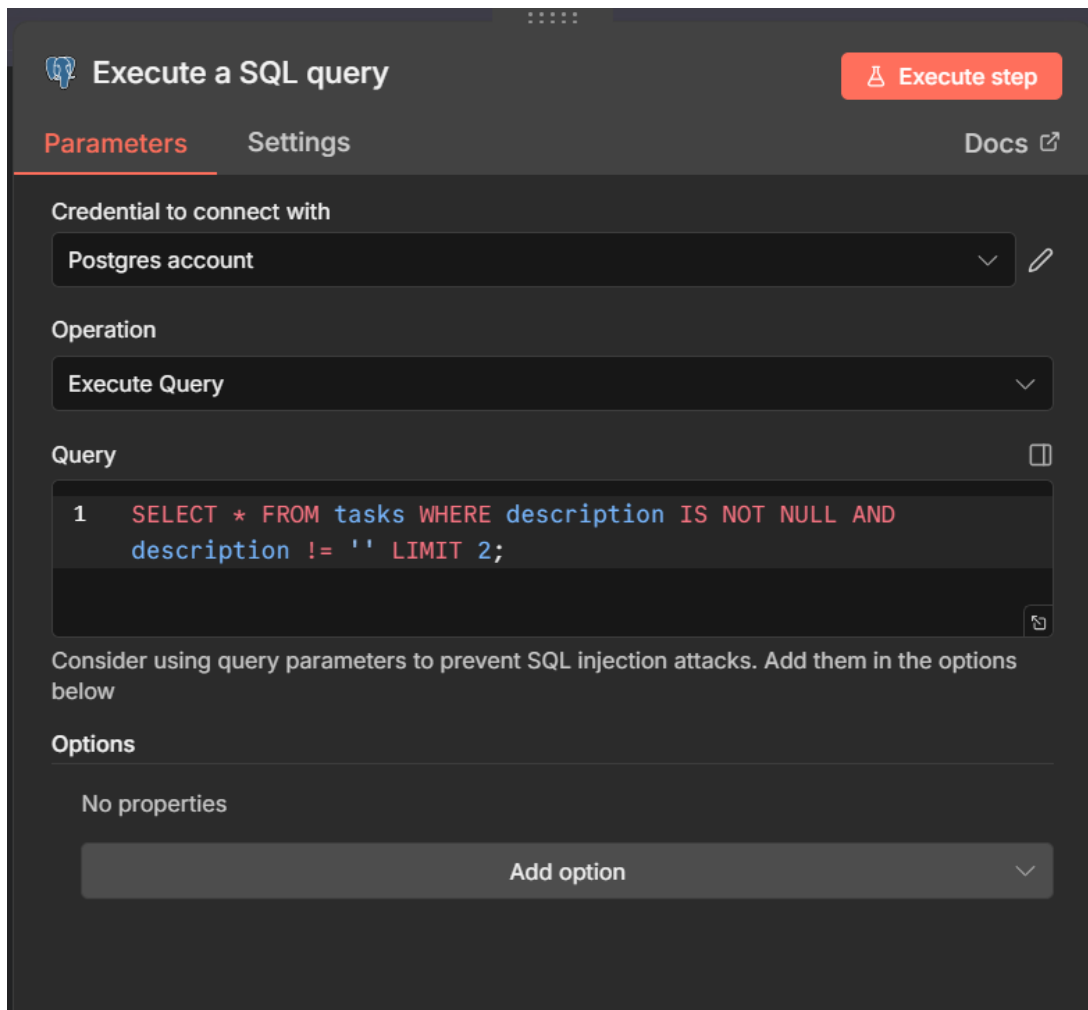 Execute a SQL query
Execute step
Parameters
Settings
Docs
Credential to connect with
Postgres account
Operation
Execute Query
Query
1 SELECT * FROM tasks WHERE description IS NOT NULL AND
description != '' LIMIT 2;
Consider using query parameters to prevent SQL injection attacks. Add them in the options
below
Options
No properties
Add option